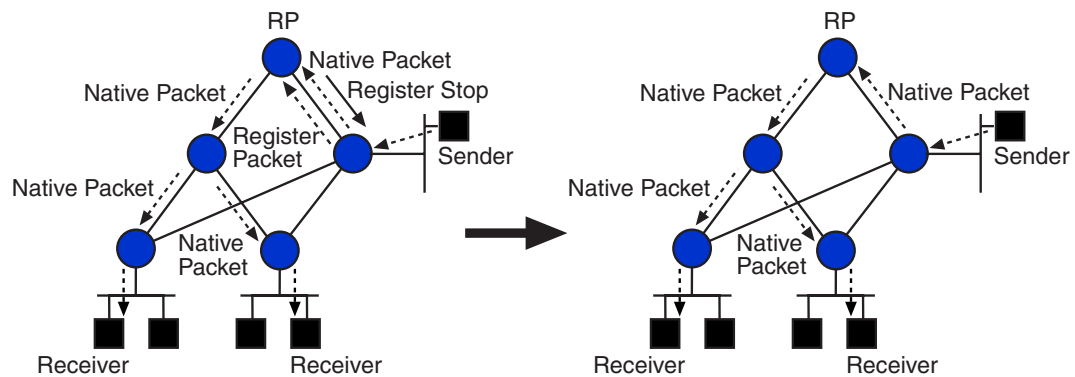 RP
Native Packet
Native Packet
Register Stop
Register
Packet
Sender
Native Packet
Native
Packet
Receiver
Receiver
RP
Native Packet
Native Packet
Sender
Native Packet
Native
Packet
Receiver
Receiver